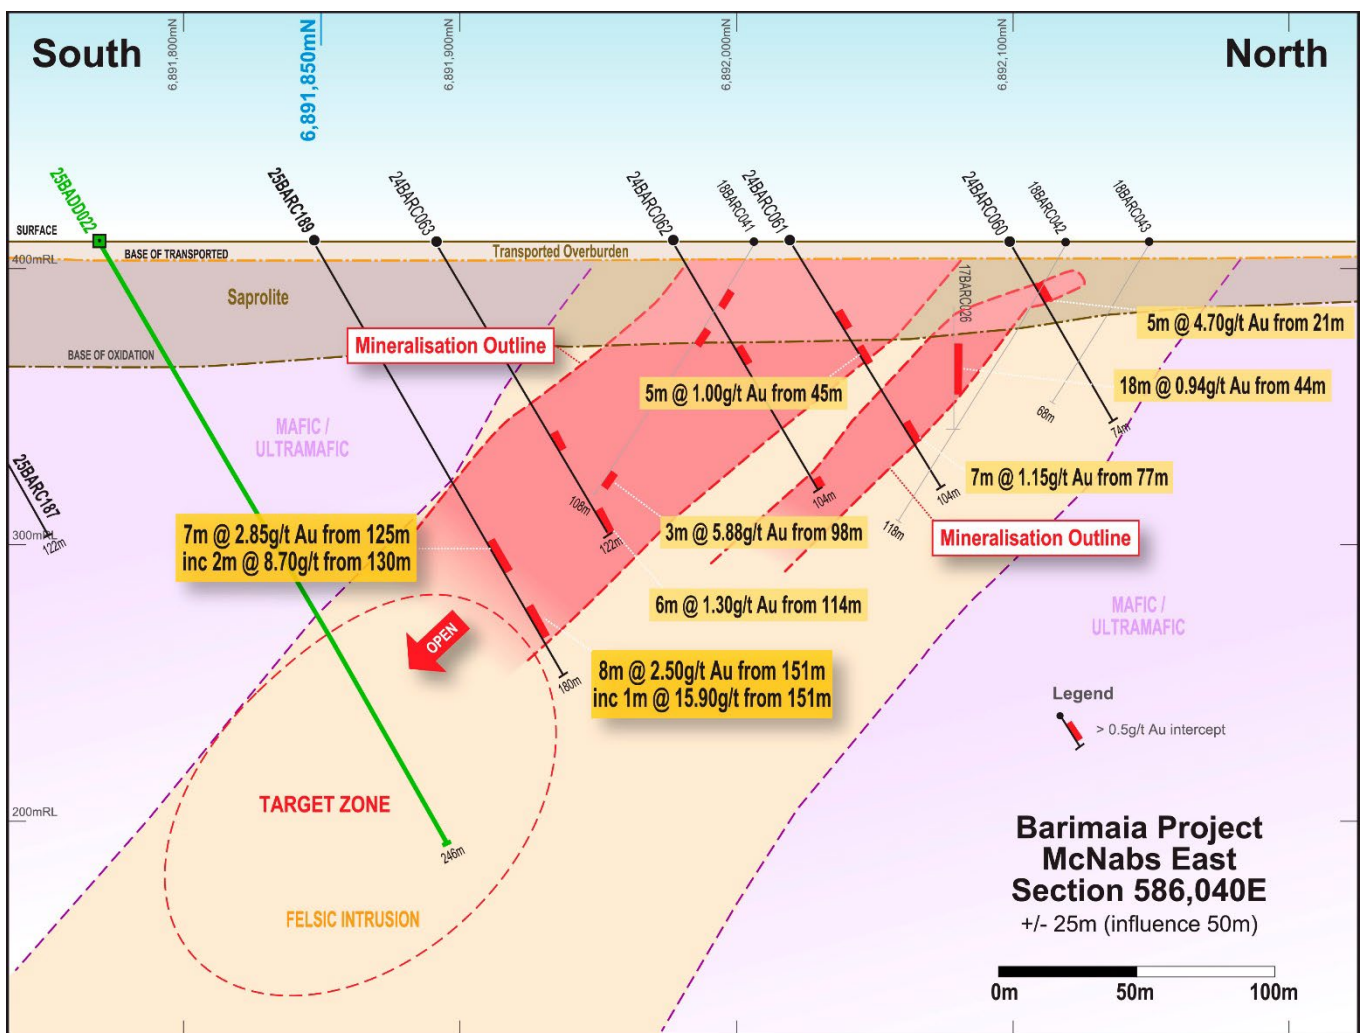 South
North
6,891,800mN
6,891,850mN
6,891,900mN
6,892,000mN
6,892,100mN
25BADD022
25BARC189
24BARC063
24BARC062
18BARC041
24BARC061
24BARC060
18BARC042
18BARC043
SURFACE
BASE OF TRANSPORTED
Transported Overburden
400mRL
Saprolite
17BARC026
BASE OF OXIDATION
Mineralisation Outline
5m @ 4.70g/t Au from 21m
5m @ 1.00g/t Au from 45m
18m @ 0.94g/t Au from 44m
MAFIC /
ULTRAMAFIC
68m
74m
25BARC187
122m
7m @ 1.15g/t Au from 77m
108m
104m
104m
118m
122m
300mRL
7m @ 2.85g/t Au from 125m
inc 2m @ 8.70g/t from 130m
3m @ 5.88g/t Au from 98m
Mineralisation Outline
6m @ 1.30g/t Au from 114m
MAFIC /
ULTRAMAFIC
OPEN
8m @ 2.50g/t Au from 151m
inc 1m @ 15.90g/t from 151m
180m
Legend
> 0.5g/t Au intercept
TARGET ZONE
200mRL
246m
FELSIC INTRUSION
Barimaia Project
McNabs East
Section 586,040E
+/- 25m (influence 50m)
0m
50m
100m